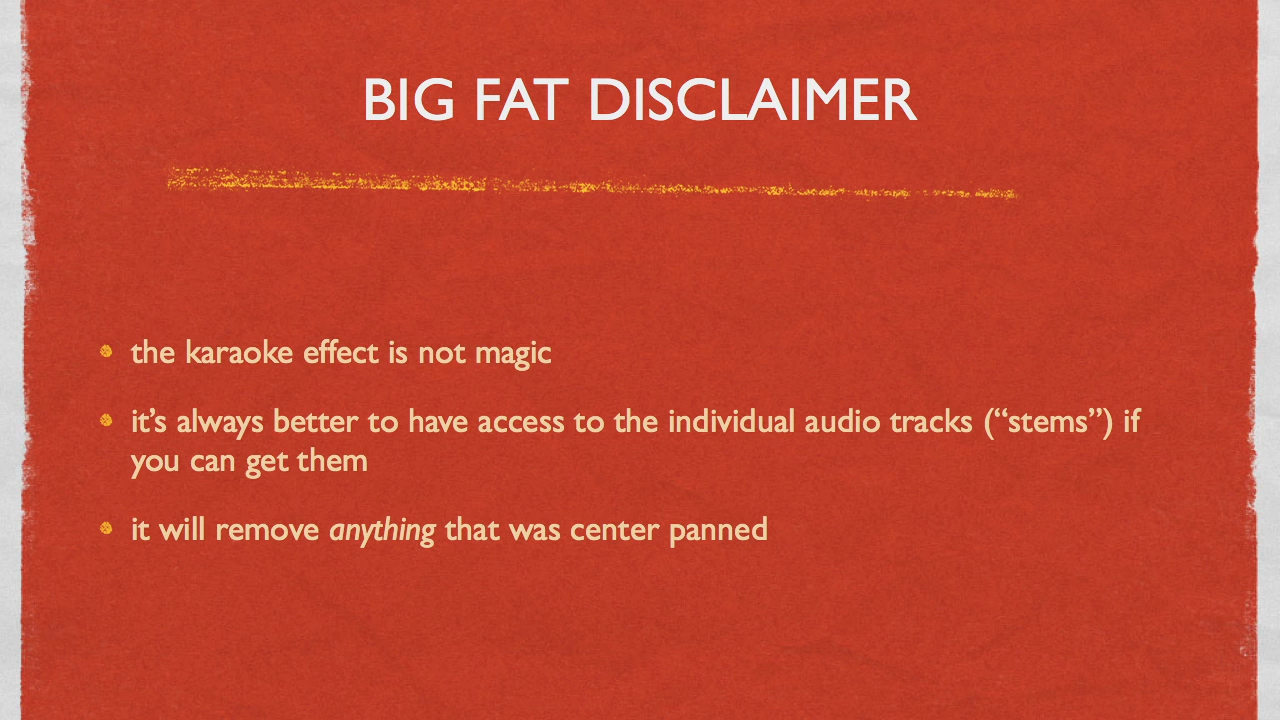 BIG FAT DISCLAIMER
the karaoke effect is not magic
it’s always better to have access to the individual audio tracks (“stems”) if
you can get them
it will remove anything that was center panned